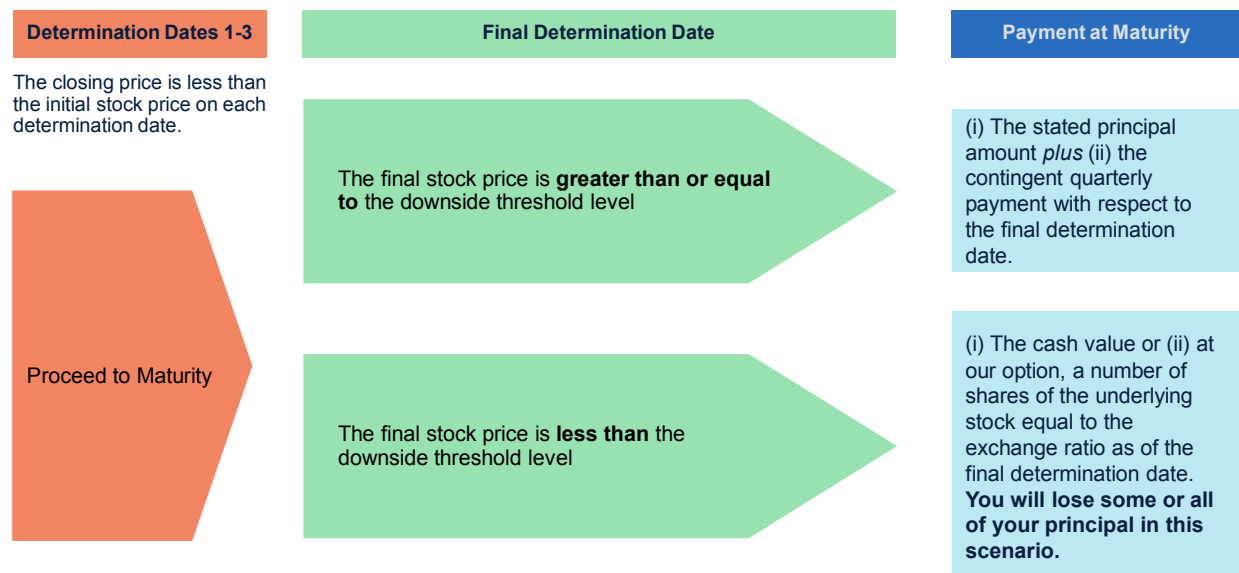 Determination Dates 1-3
The closing price is less than
the initial stock price on each
determination date.
Proceed to Maturity
Final Determination Date
The final stock price is greater than or equal
to the downside threshold level
The final stock price is less than the
downside threshold level
Payment at Maturity
(i) The stated principal
amount plus (ii) the
contingent quarterly
payment with respect to
the final determination
date.
(i) The cash value or (ii) at
our option, a number of
shares of the underlying
stock equal to the
exchange ratio as of the
final determination date.
You will lose some or all
of your principal in this
scenario.